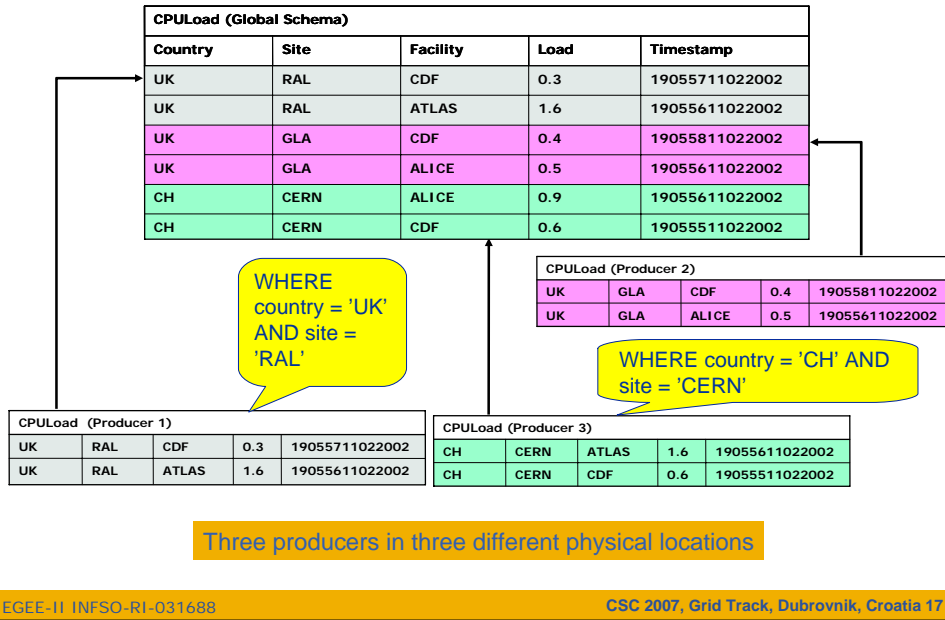 CPULoad (Global Schema)
Country Site Facility Load Timestamp
UK RAL CDF 0.3 19055711022002
UK RAL ATLAS 1.6 19055611022002
UK GLA CDF 0.4 19055811022002
UK GLA ALICE 0.5 19055611022002
CH CERN ALICE 0.9 19055611022002
CH CERN CDF 0.6 19055511022002
CPULoad (Producer 2)
UK GLA CDF 0.4 19055811022002
UK GLA ALICE 0.5 19055611022002
WHERE
country = 'UK'
AND site =
'RAL'
WHERE country = 'CH' AND
site = 'CERN'
CPULoad (Producer 1)
UK RAL CDF 0.3 19055711022002
UK RAL ATLAS 1.6 19055611022002
CPULoad (Producer 3)
CH CERN ATLAS 1.6 19055611022002
CH CERN CDF 0.6 19055511022002
Three producers in three different physical locations
EGEE-II INFSO-RI-031688
CSC 2007, Grid Track, Dubrovnik, Croatia 17